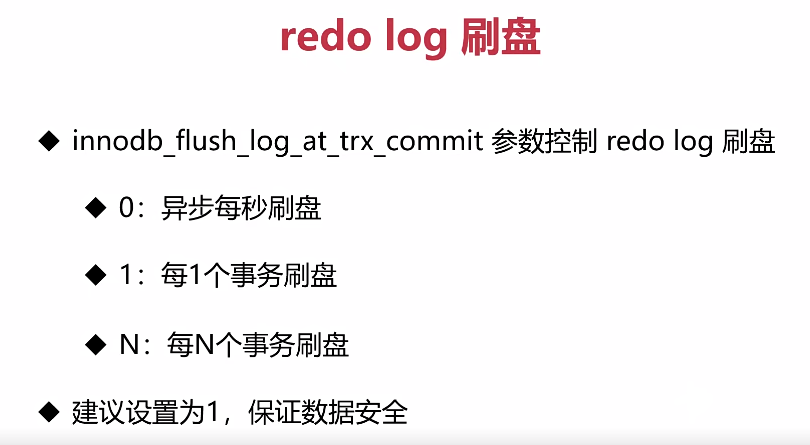 redo log 刷盘
◆ innodb_flush_log_at_trx_commit 参数控制 redo log 刷盘
◆ 0：异步每秒刷盘
◆ 1：每1个事务刷盘
◆ N：每N个事务刷盘
◆ 建议设置为1，保证数据安全